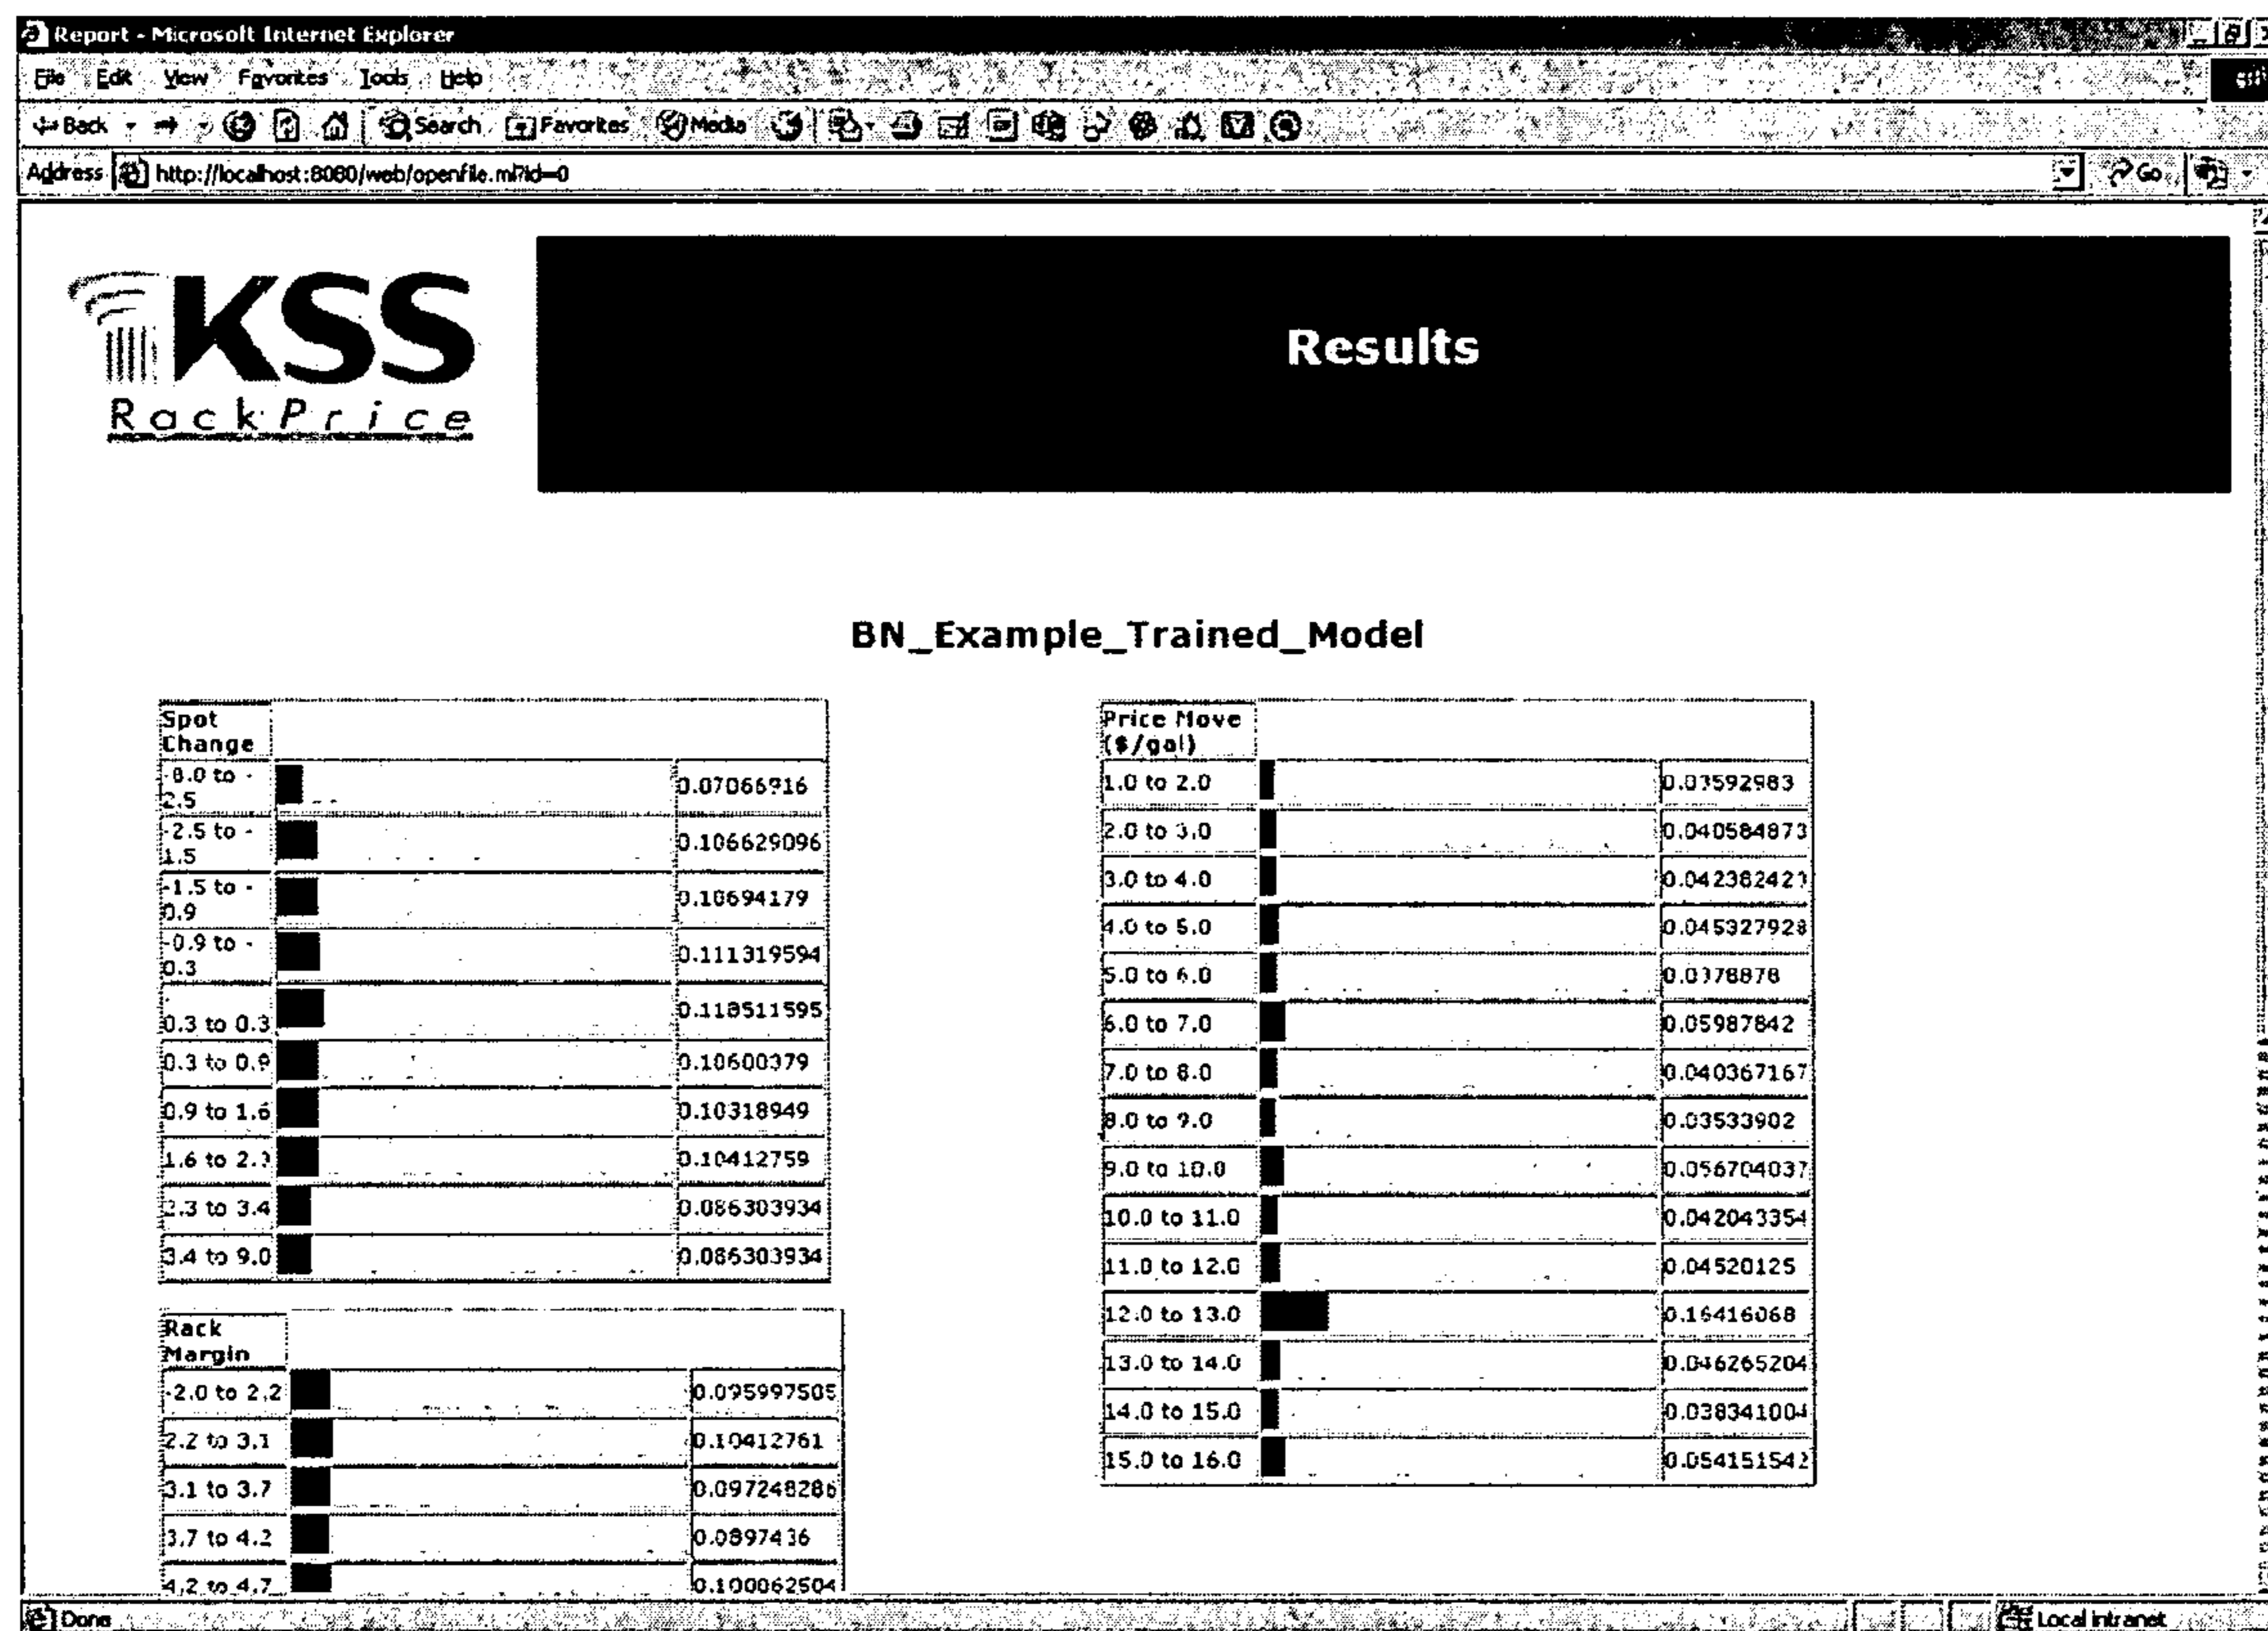 Report - Microsoft Internet Explorer
File Edit View Favorites Tools Help
Back Search Favorites Media
Address http://localhost:8080/web/openfile.ml?id=0 Go
KSS
RackPrice
Results
BN_Example_Trained_Model
Spot
Change
-8.0 to -
2.5 0.07066916
-2.5 to -
1.5 0.106629096
-1.5 to -
0.9 0.10694179
-0.9 to -
0.3 0.111319594
-
0.3 to 0.3 0.118511595
0.3 to 0.9 0.10600379
0.9 to 1.6 0.10318949
1.6 to 2.3 0.10412759
2.3 to 3.4 0.086303934
3.4 to 9.0 0.086303934
Rack
Margin
-2.0 to 2.2 0.095997505
2.2 to 3.1 0.10412761
3.1 to 3.7 0.097248286
3.7 to 4.2 0.0897436
4.2 to 4.7 0.100062504
Price Move
($/gal)
1.0 to 2.0 0.03592983
2.0 to 3.0 0.040584873
3.0 to 4.0 0.042382421
4.0 to 5.0 0.045327928
5.0 to 6.0 0.0378878
6.0 to 7.0 0.05987842
7.0 to 8.0 0.040367167
8.0 to 9.0 0.03533902
9.0 to 10.0 0.056704037
10.0 to 11.0 0.042043354
11.0 to 12.0 0.04520125
12.0 to 13.0 0.16416068
13.0 to 14.0 0.046265204
14.0 to 15.0 0.038341004
15.0 to 16.0 0.054151542
Done Local intranet